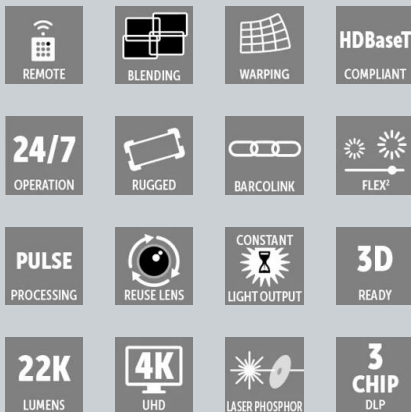 REMOTE
BLENDING
WARPING
HDBaseT
COMPLIANT
24/7
OPERATION
RUGGED
BARCOLINK
FLEX²
PULSE
PROCESSING
REUSE LENS
CONSTANT
LIGHT OUTPUT
3D
READY
22K
LUMENS
4K
UHD
LASER PHOSPHOR
3
CHIP
DLP